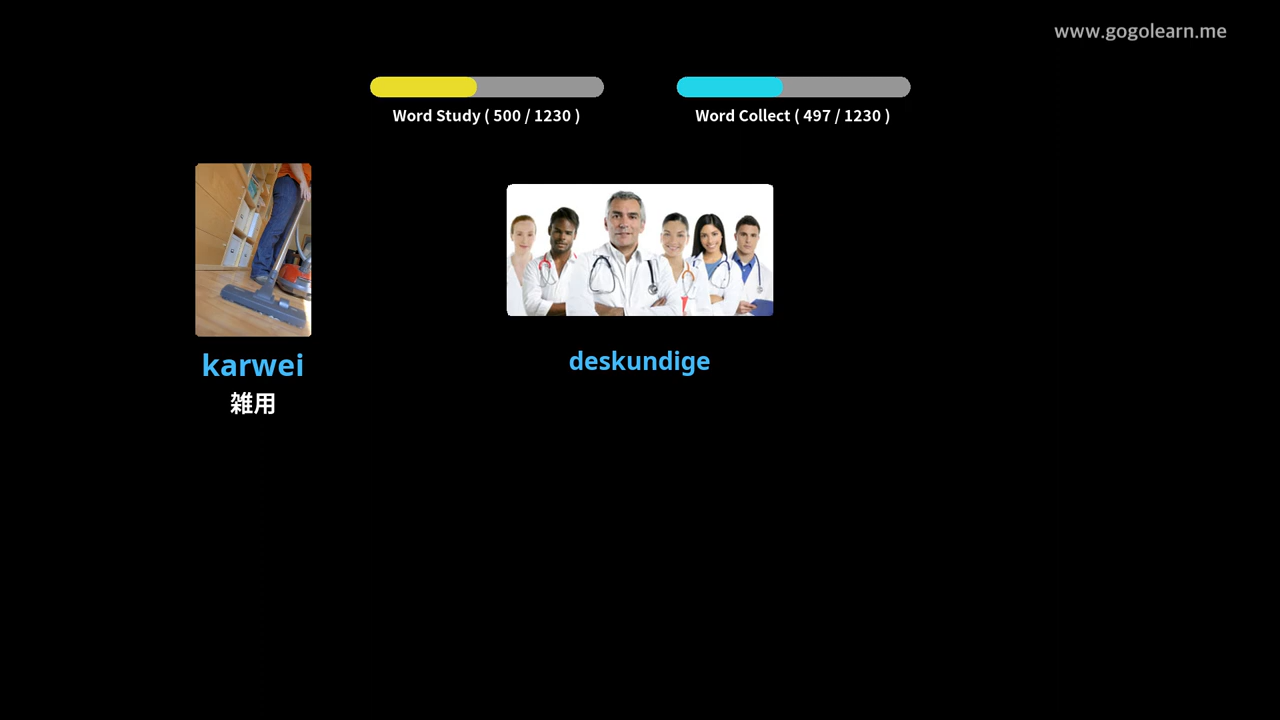 www.gogolearn.me
Word Study ( 500 / 1230 )
Word Collect ( 497 / 1230 )
karwei
雑用
deskundige